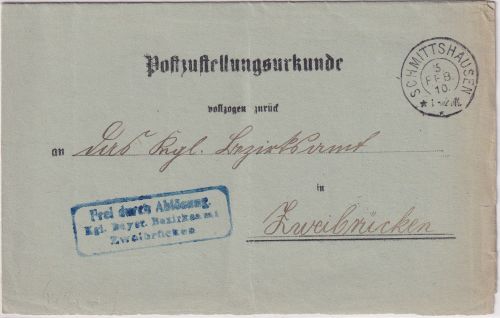 Postzustellungsurkunde
SCHMITTSHAUSEN
5
FEB.
10.
vollzogen zurück
an das Kgl. Bezirksamt
in
Zweibrücken
Frei durch Ablösung.
Kgl. Bayer. Bezirksamt
Zweibrücken